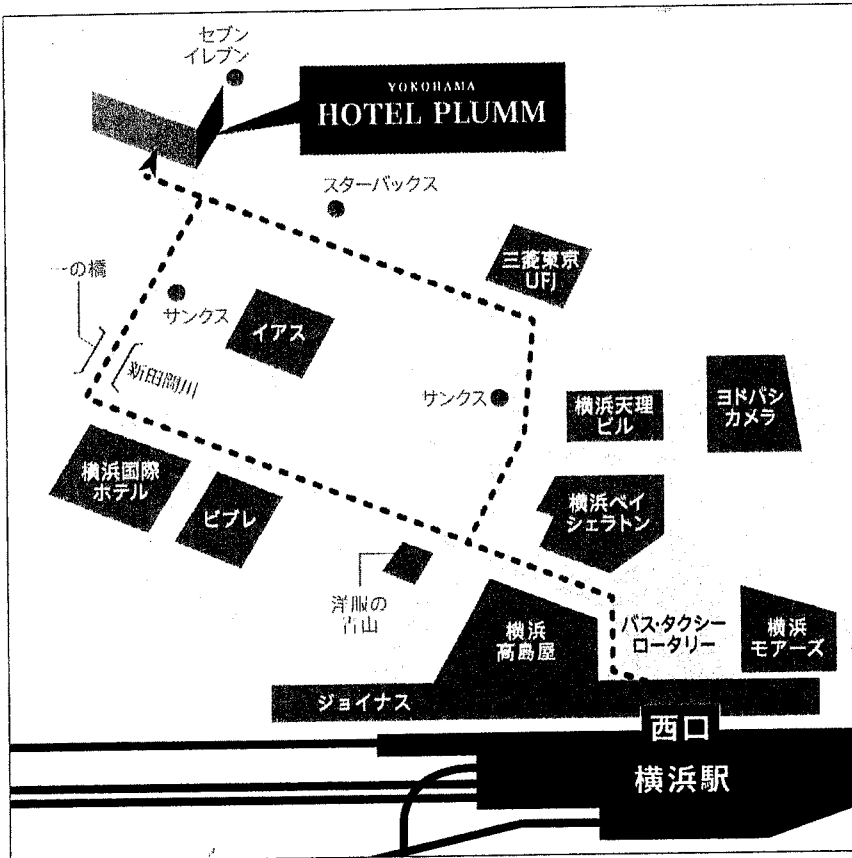 セブン
イレブン
YOKOHAMA
HOTEL PLUMM
スターバックス
三菱東京
UFJ
一の橋
サンクス
イアス
新田間川
サンクス
横浜天理
ビル
ヨドバシ
カメラ
横浜国際
ホテル
ビブレ
横浜ベイ
シェラトン
洋服の
青山
横浜
高島屋
バス・タクシー
ロータリー
横浜
モアーズ
ジョイナス
西口
横浜駅